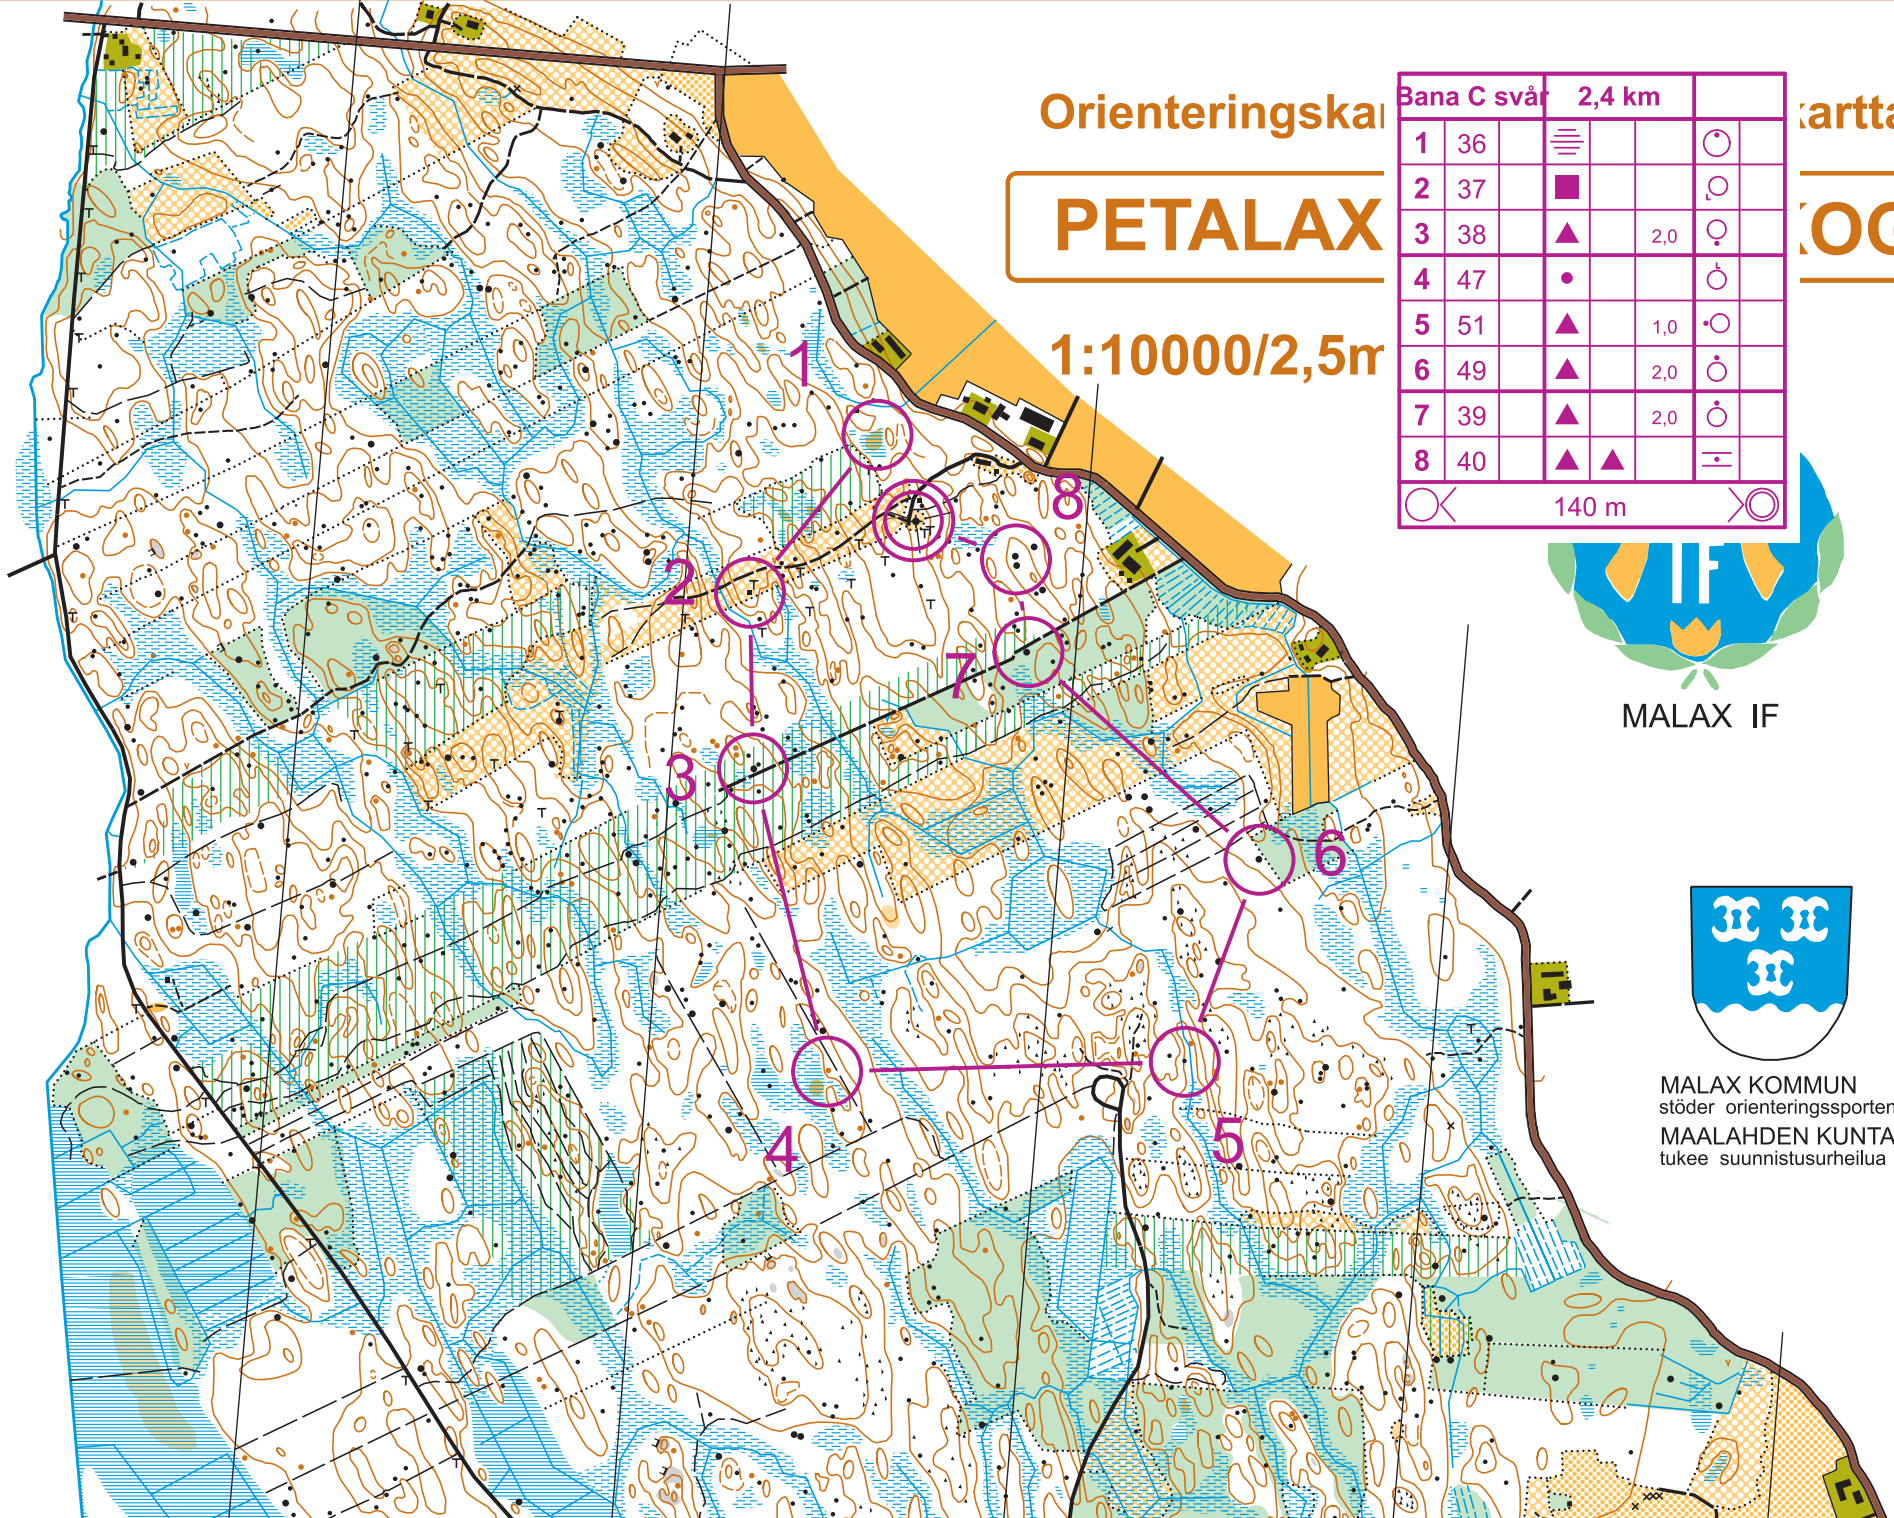 Orienteringskar
kartta
PETALAX
KOG
1:10000/2,5m
Bana C svår 2,4 km
1 36
2 37
3 38 2,0
4 47
5 51 1,0
6 49 2,0
7 39 2,0
8 40
140 m
IF
MALAX IF
MALAX KOMMUN
stöder orienteringssporten
MAALAHDEN KUNTA
tukee suunnistusurheilua
1
2
3
4
5
6
7
8